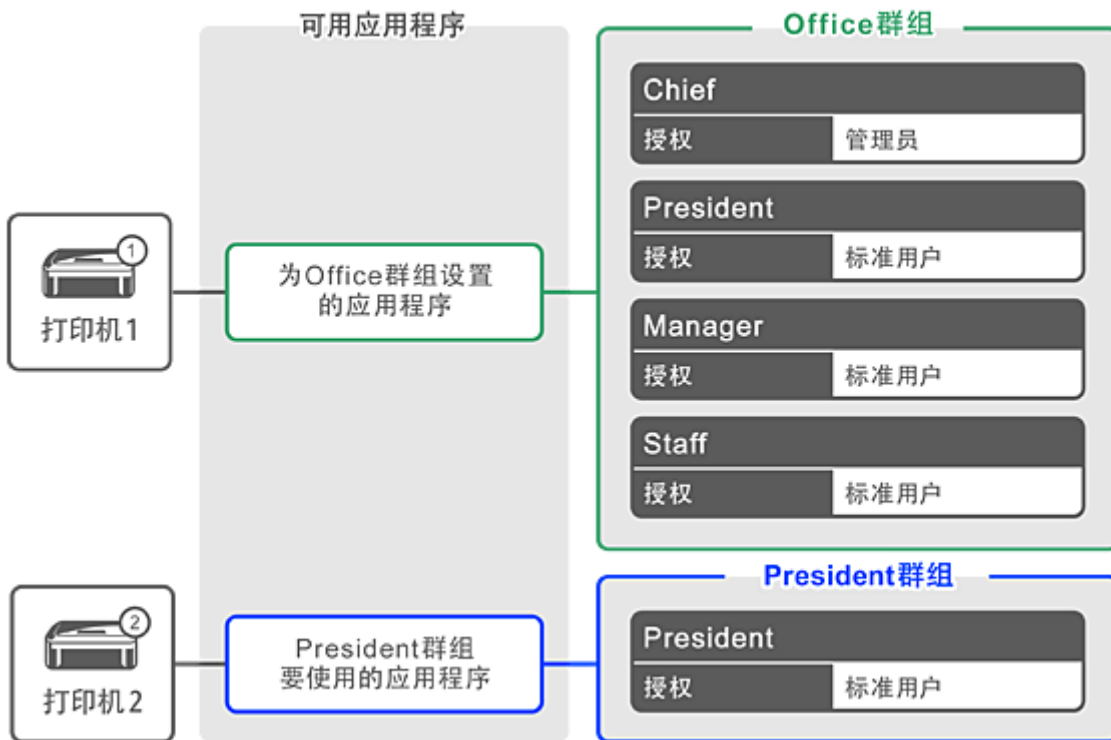 可用应用程序
Office群组
Chief
授权 管理员
President
授权 标准用户
Manager
授权 标准用户
Staff
授权 标准用户
1
打印机1
为Office群组设置
的应用程序
President群组
President
授权 标准用户
2
打印机2
President群组
要使用的应用程序